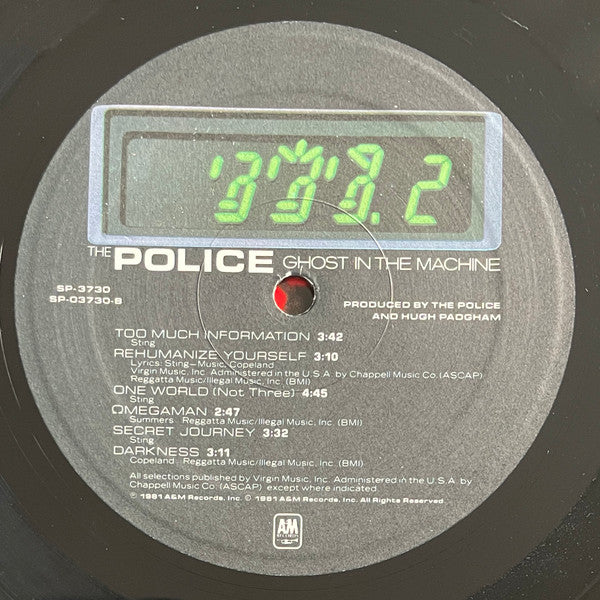 2
THE POLICE GHOST IN THE MACHINE
SP-3730
SP-03730-B
PRODUCED BY THE POLICE
AND HUGH PADGHAM
TOO MUCH INFORMATION 3:42
Sting
REHUMANIZE YOURSELF 3:10
Lyrics: Sting–Music: Copeland
Virgin Music, Inc. Administered in the U.S.A. by Chappell Music Co. (ASCAP)
Reggatta Music/Illegal Music, Inc. (BMI)
ONE WORLD (Not Three) 4:45
Sting
ΩMEGAMAN 2:47
Summers Reggatta Music/Illegal Music, Inc. (BMI)
SECRET JOURNEY 3:32
Sting
DARKNESS 3:11
Copeland Reggatta Music/Illegal Music, Inc. (BMI)
All selections published by Virgin Music, Inc. Administered in the U.S.A. by
Chappell Music Co. (ASCAP) except where indicated.
℗ 1981 A&M Records, Inc. © 1981 A&M Records, Inc. All Rights Reserved.
A&M
RECORDS